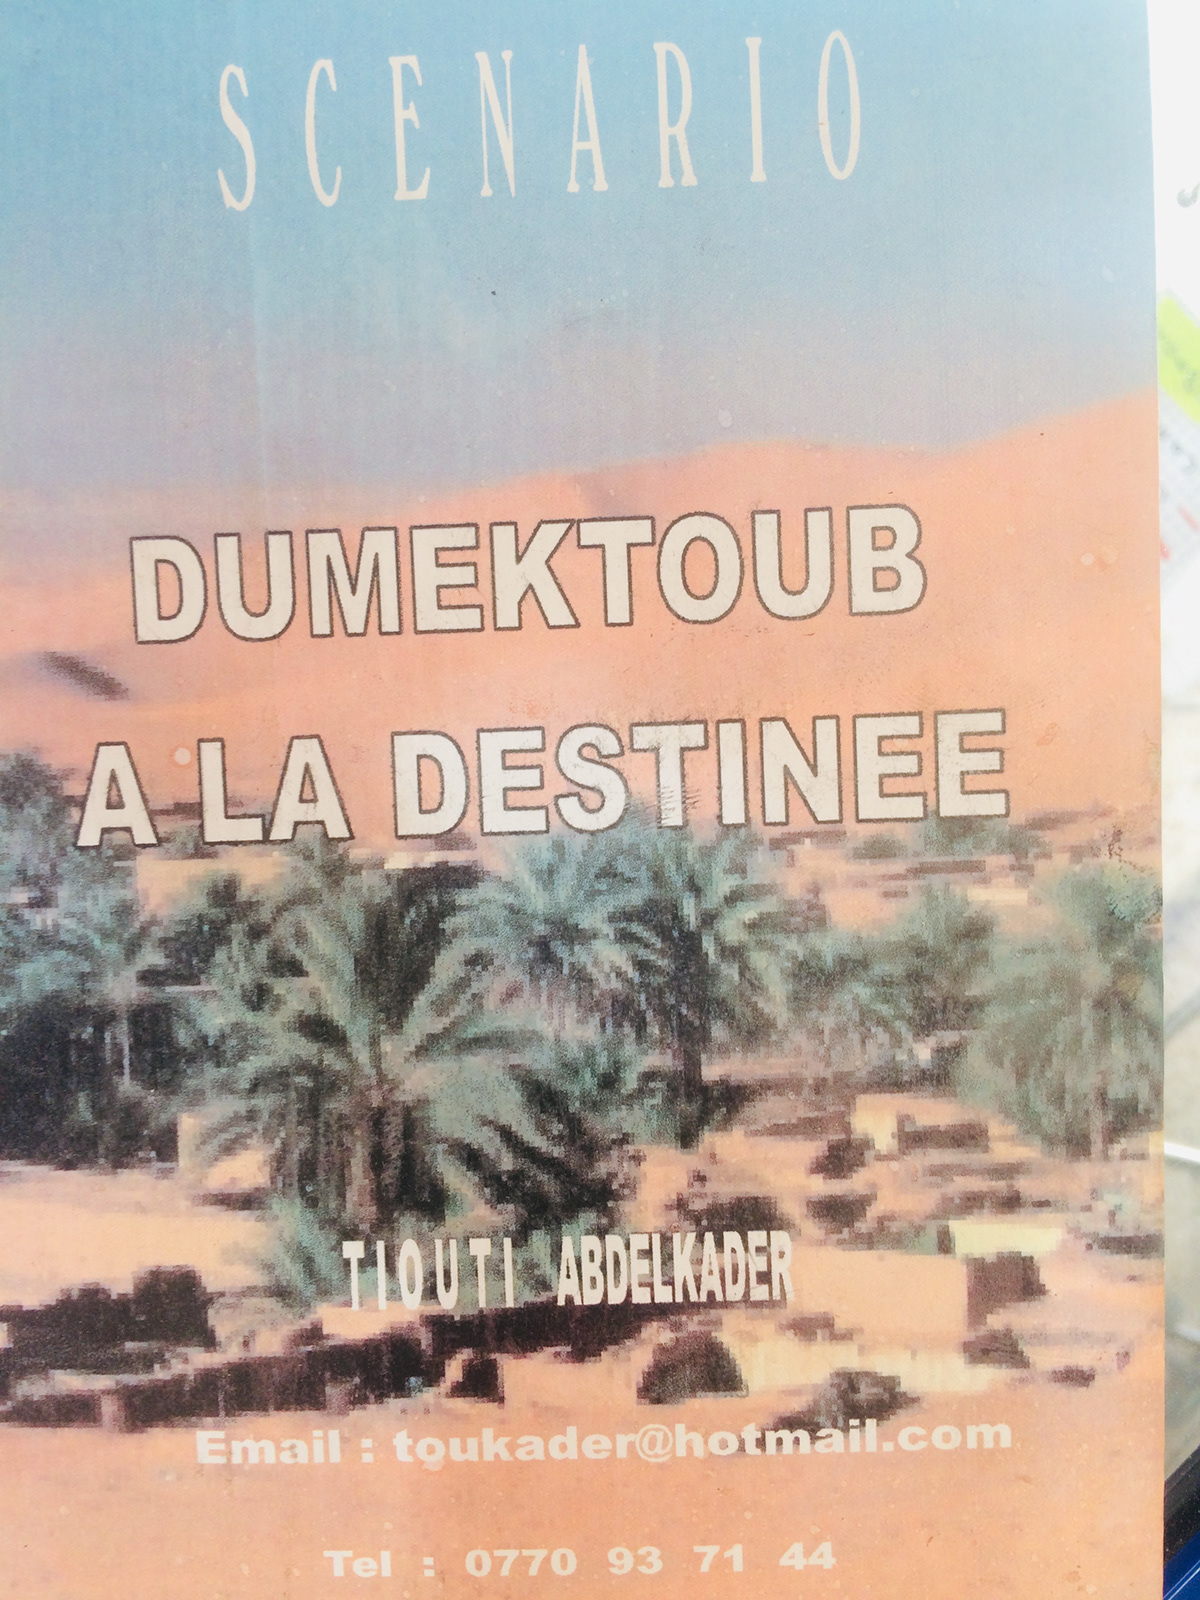 SCENARIO
DUMEKTOUB
A LA DESTINEE
TIOUTI ABDELKADER
Email : toukader@hotmail.com
Tel : 0770 93 71 44